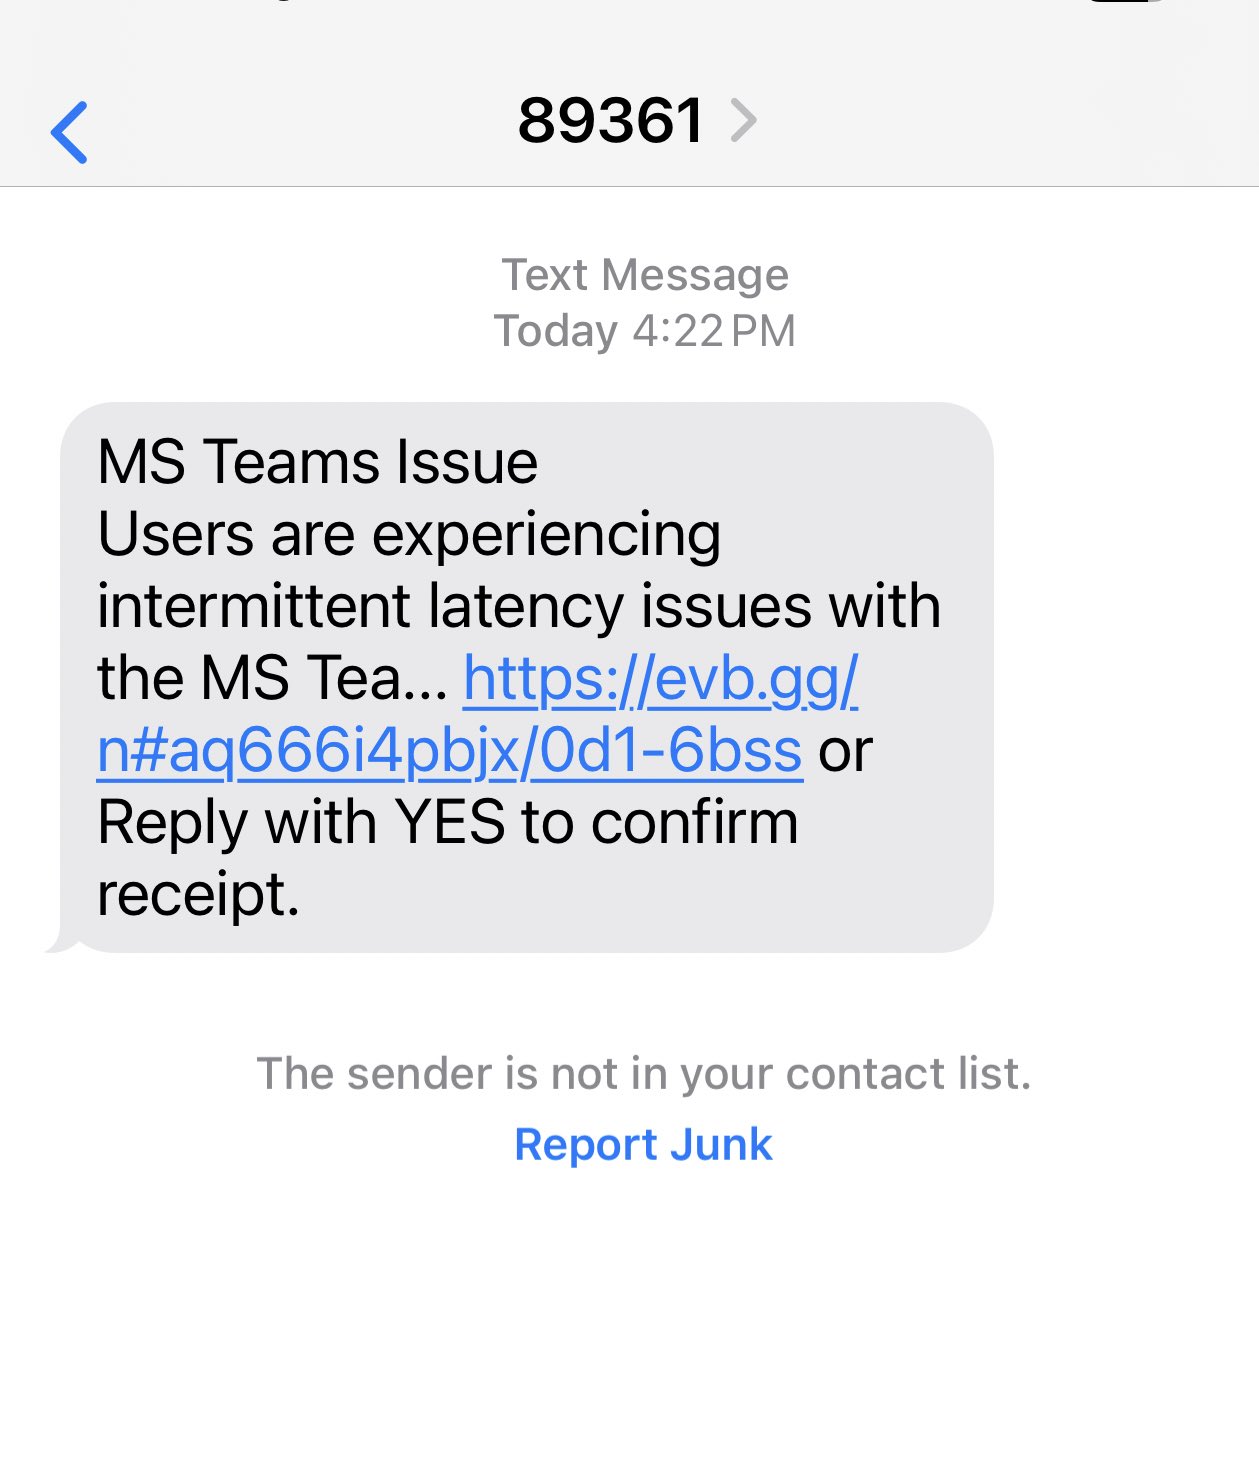 89361
Text Message
Today 4:22 PM
MS Teams Issue
Users are experiencing
intermittent latency issues with
the MS Tea... https://evb.gg/
n#aq666i4pbjx/0d1-6bss or
Reply with YES to confirm
receipt.
The sender is not in your contact list.
Report Junk